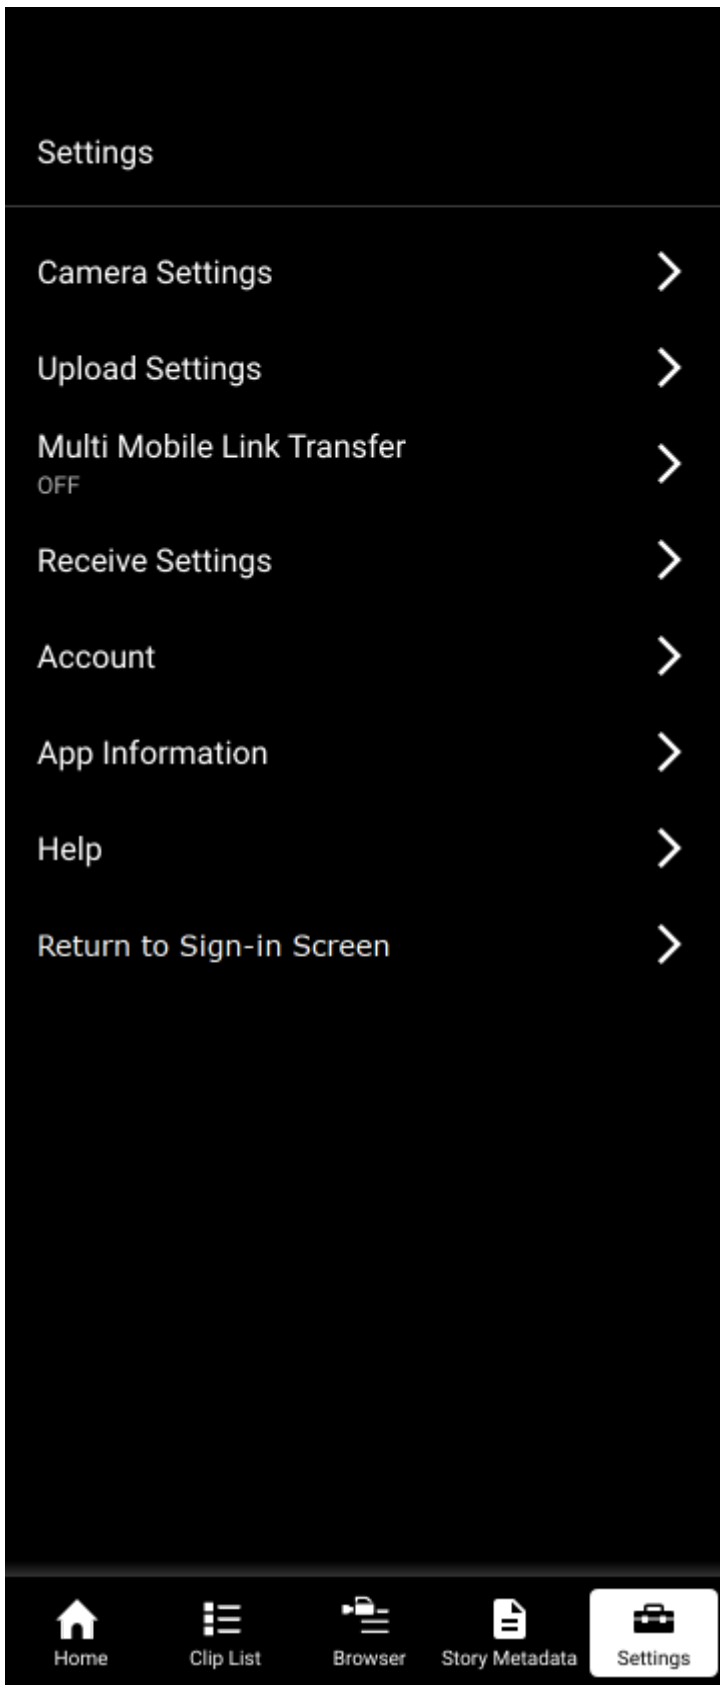 Settings
Camera Settings
Upload Settings
Multi Mobile Link Transfer
OFF
Receive Settings
Account
App Information
Help
Return to Sign-in Screen
Home
Clip List
Browser
Story Metadata
Settings